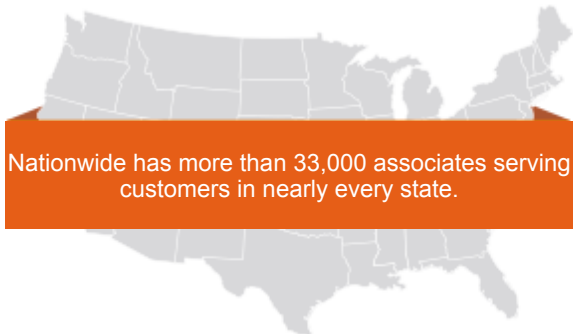 Nationwide has more than 33,000 associates serving
customers in nearly every state.